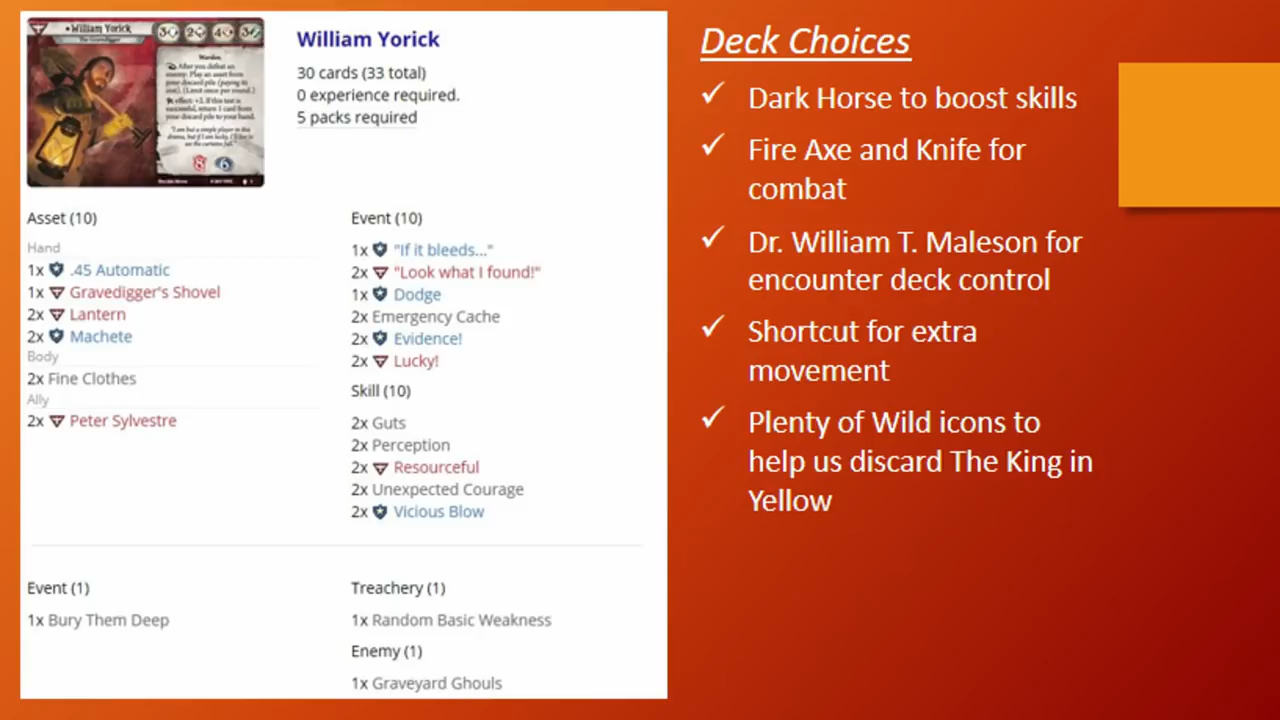 William Yorick
The Gravedigger
William Yorick
30 cards (33 total)
0 experience required.
5 packs required
Asset (10)
Hand
1x .45 Automatic
1x Gravedigger's Shovel
2x Lantern
2x Machete
Body
2x Fine Clothes
Ally
2x Peter Sylvestre
Event (10)
1x "If it bleeds..."
2x "Look what I found!"
1x Dodge
2x Emergency Cache
2x Evidence!
2x Lucky!
Skill (10)
2x Guts
2x Perception
2x Resourceful
2x Unexpected Courage
2x Vicious Blow
Event (1)
1x Bury Them Deep
Treachery (1)
1x Random Basic Weakness
Enemy (1)
1x Graveyard Ghouls
Deck Choices
Dark Horse to boost skills
Fire Axe and Knife for
combat
Dr. William T. Maleson for
encounter deck control
Shortcut for extra
movement
Plenty of Wild icons to
help us discard The King in
Yellow